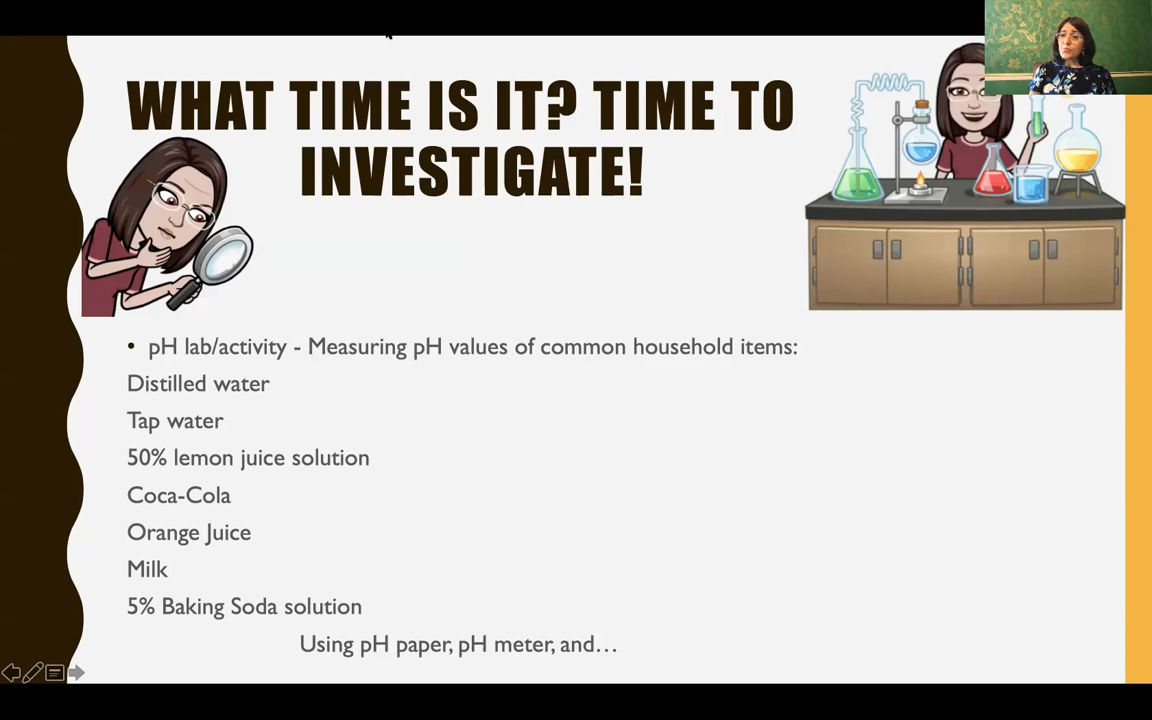 WHAT TIME IS IT? TIME TO
INVESTIGATE!
• pH lab/activity - Measuring pH values of common household items:
Distilled water
Tap water
50% lemon juice solution
Coca-Cola
Orange Juice
Milk
5% Baking Soda solution
Using pH paper, pH meter, and…